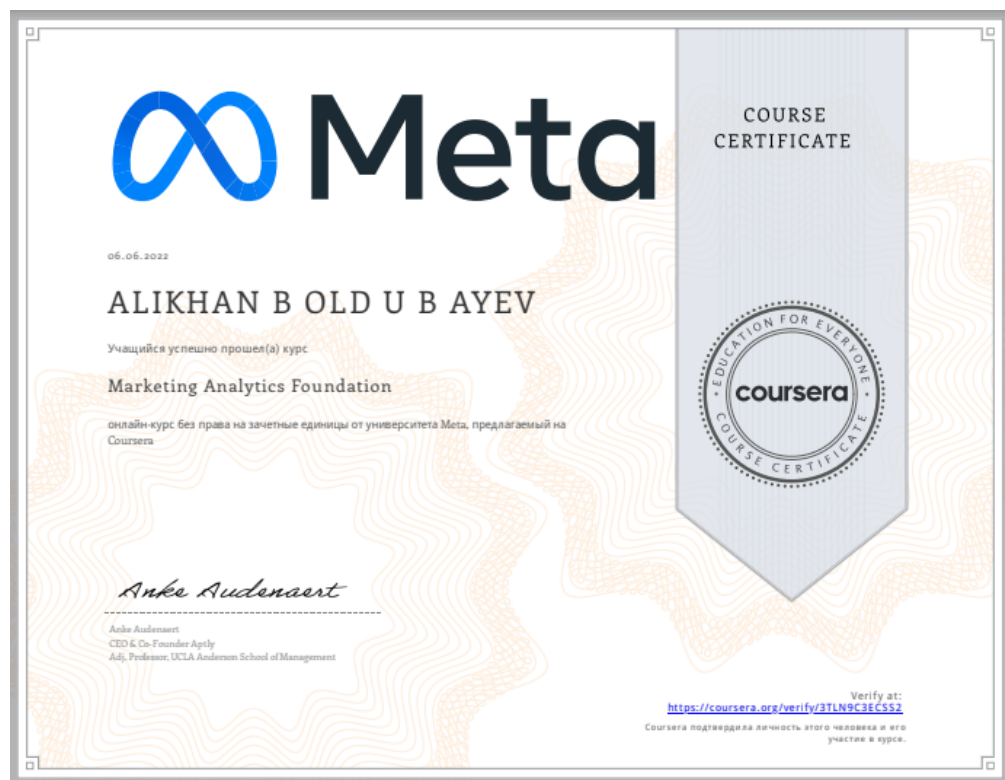 Meta
COURSE
CERTIFICATE
06.06.2022
ALIKHAN B OLD U B AYEV
Учащийся успешно прошел(а) курс
Marketing Analytics Foundation
онлайн-курс без права на зачетные единицы от университета Meta, предлагаемый на
Coursera
EDUCATION FOR EVERYONE
coursera
COURSE CERTIFICATE
Anke Audenaert
Anke Audenaert
CEO & Co-Founder Aptly
Adj, Professor, UCLA Anderson School of Management
Verify at:
https://coursera.org/verify/3TLN9C3ECSS2
Coursera подтвердила личность этого человека и его
участие в курсе.